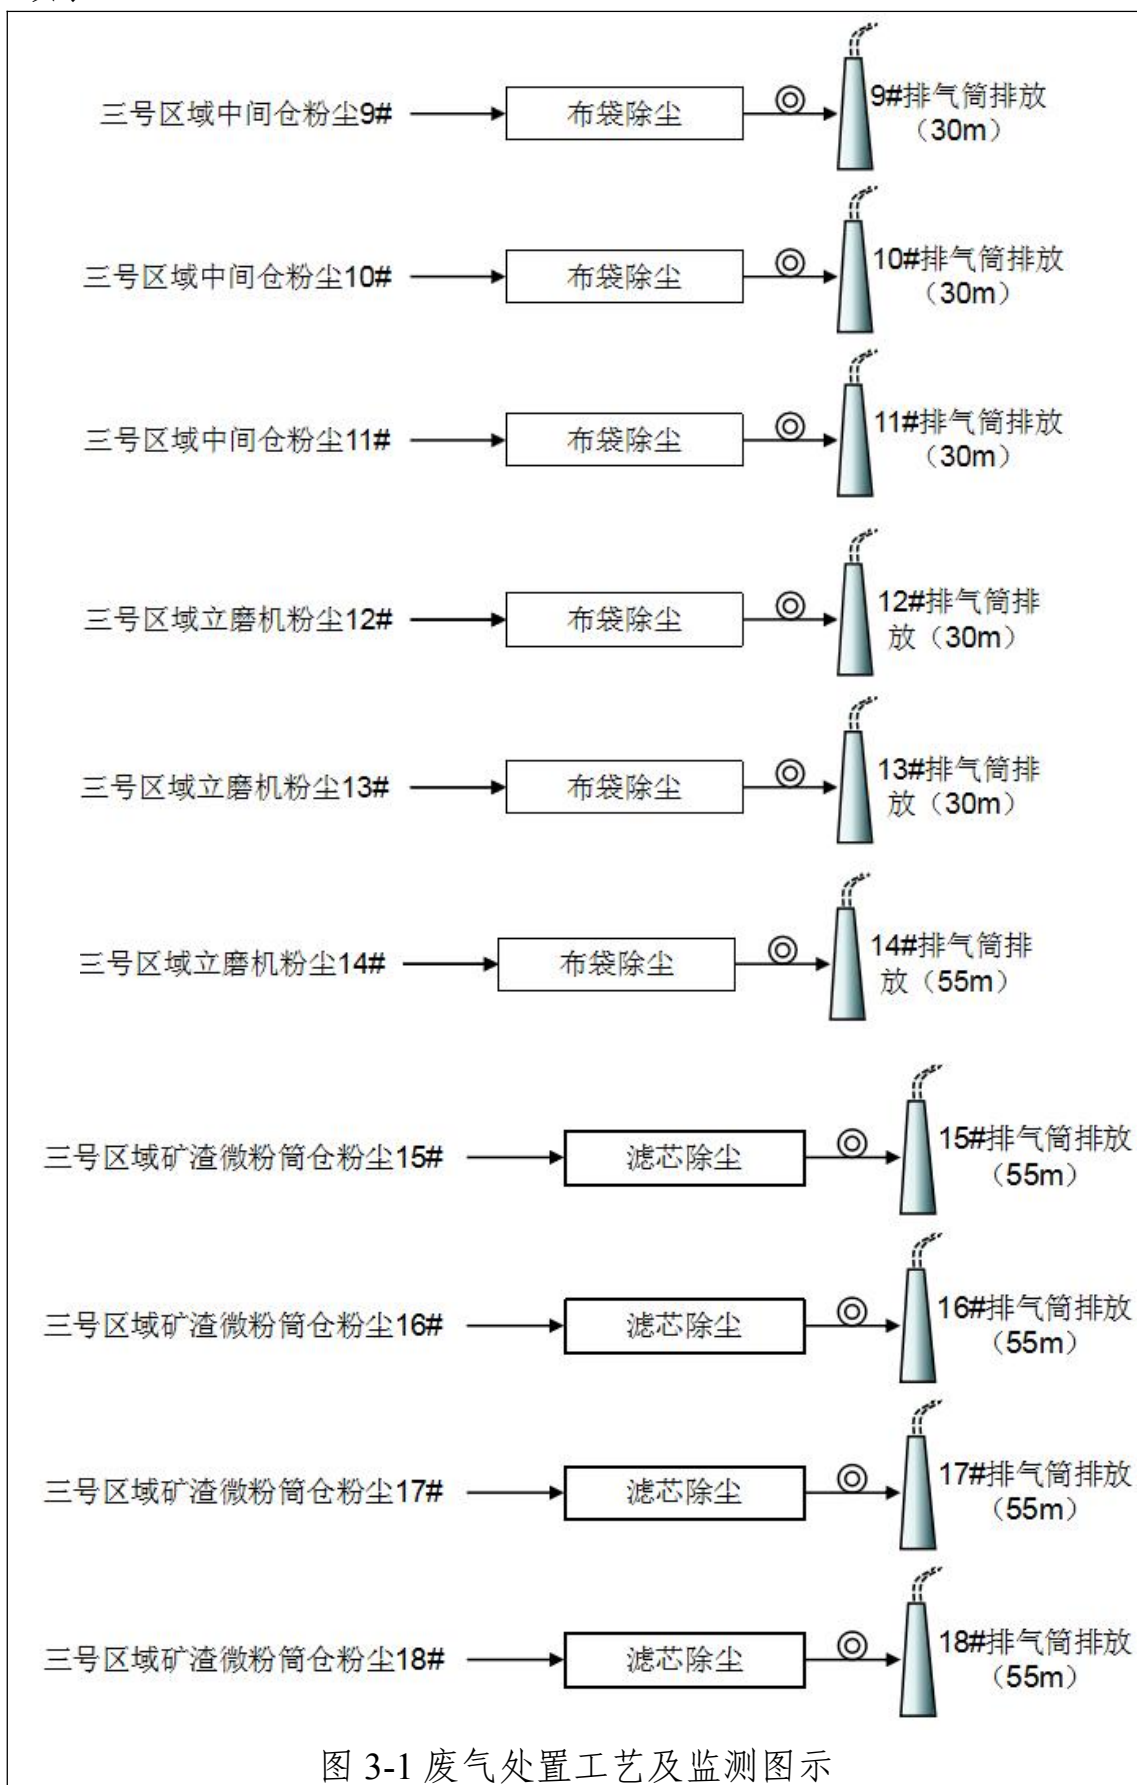 三号区域中间仓粉尘9#
布袋除尘
9#排气筒排放
（30m）
三号区域中间仓粉尘10#
布袋除尘
10#排气筒排放
（30m）
三号区域中间仓粉尘11#
布袋除尘
11#排气筒排放
（30m）
三号区域立磨机粉尘12#
布袋除尘
12#排气筒排
放（30m）
三号区域立磨机粉尘13#
布袋除尘
13#排气筒排
放（30m）
三号区域立磨机粉尘14#
布袋除尘
14#排气筒排
放（55m）
三号区域矿渣微粉筒仓粉尘15#
滤芯除尘
15#排气筒排放
（55m）
三号区域矿渣微粉筒仓粉尘16#
滤芯除尘
16#排气筒排放
（55m）
三号区域矿渣微粉筒仓粉尘17#
滤芯除尘
17#排气筒排放
（55m）
三号区域矿渣微粉筒仓粉尘18#
滤芯除尘
18#排气筒排放
（55m）
图 3-1 废气处置工艺及监测图示